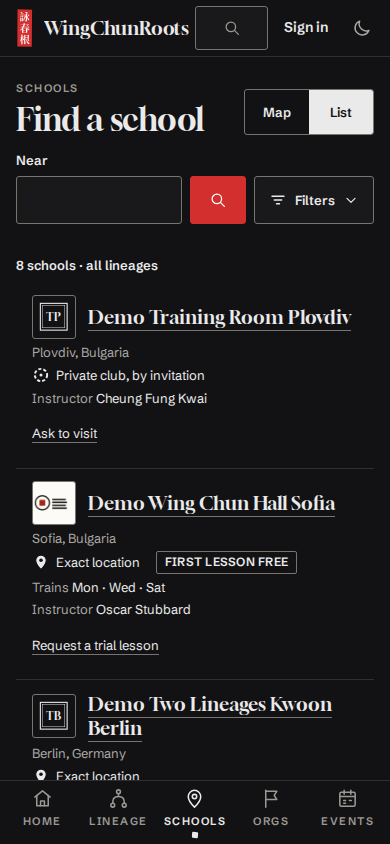 詠春根
WingChunRoots
Sign in
SCHOOLS
Find a school
Map
List
Near
Filters
8 schools · all lineages
TP
Demo Training Room Plovdiv
Plovdiv, Bulgaria
Private club, by invitation
Instructor Cheung Fung Kwai
Ask to visit
Demo Wing Chun Hall Sofia
Sofia, Bulgaria
Exact location
FIRST LESSON FREE
Trains Mon · Wed · Sat
Instructor Oscar Stubbard
Request a trial lesson
TB
Demo Two Lineages Kwoon
Berlin
Berlin, Germany
Exact location
HOME
LINEAGE
SCHOOLS
ORGS
EVENTS